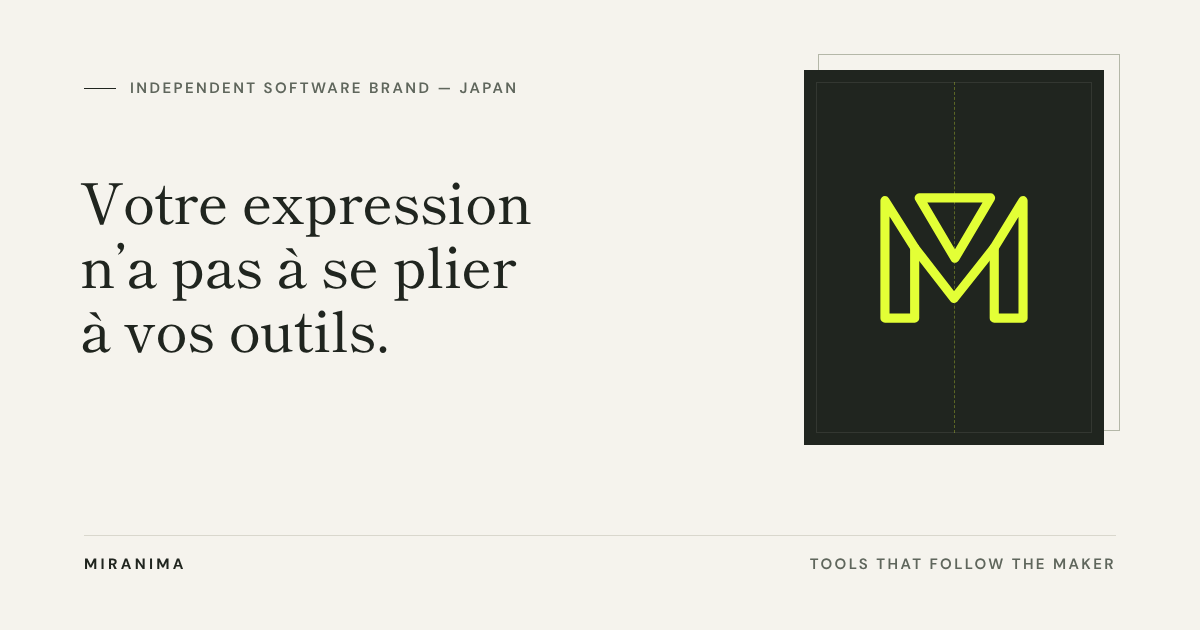 INDEPENDENT SOFTWARE BRAND — JAPAN
Votre expression
n’a pas à se plier
à vos outils.
MIRANIMA
TOOLS THAT FOLLOW THE MAKER